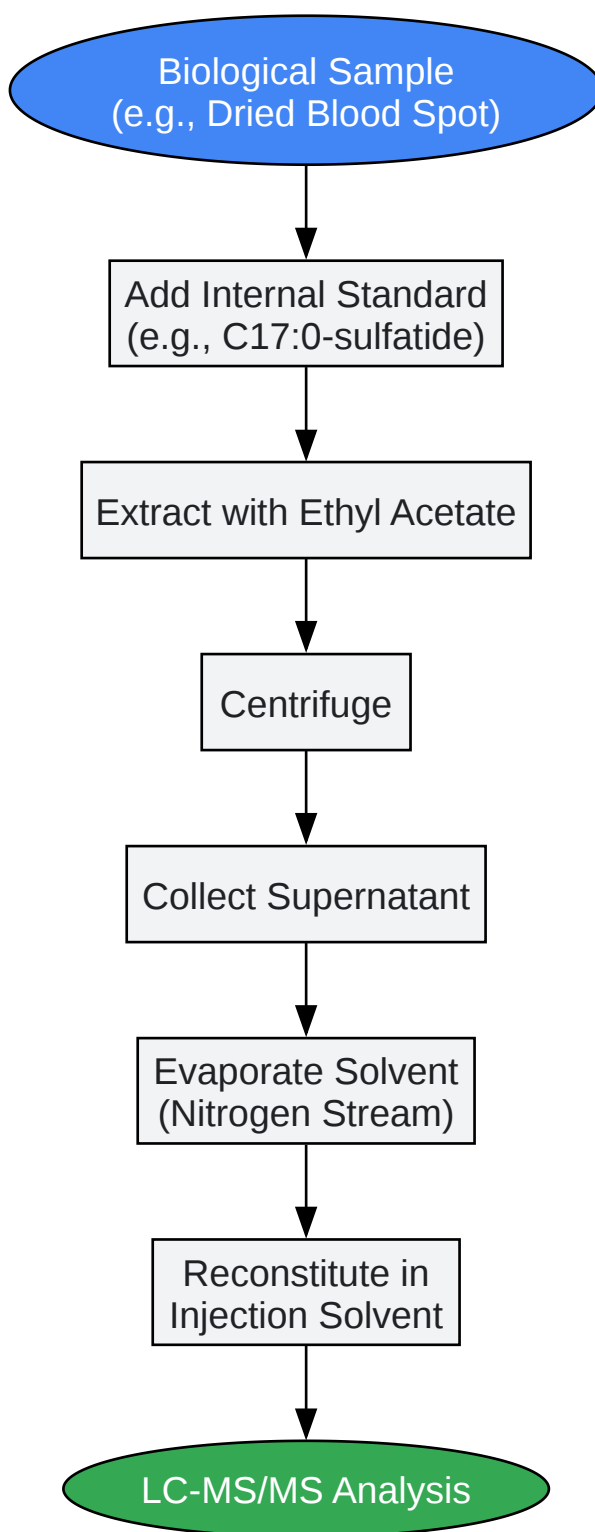 Biological Sample
(e.g., Dried Blood Spot)
Add Internal Standard
(e.g., C17:0-sulfatide)
Extract with Ethyl Acetate
Centrifuge
Collect Supernatant
Evaporate Solvent
(Nitrogen Stream)
Reconstitute in
Injection Solvent
LC-MS/MS Analysis